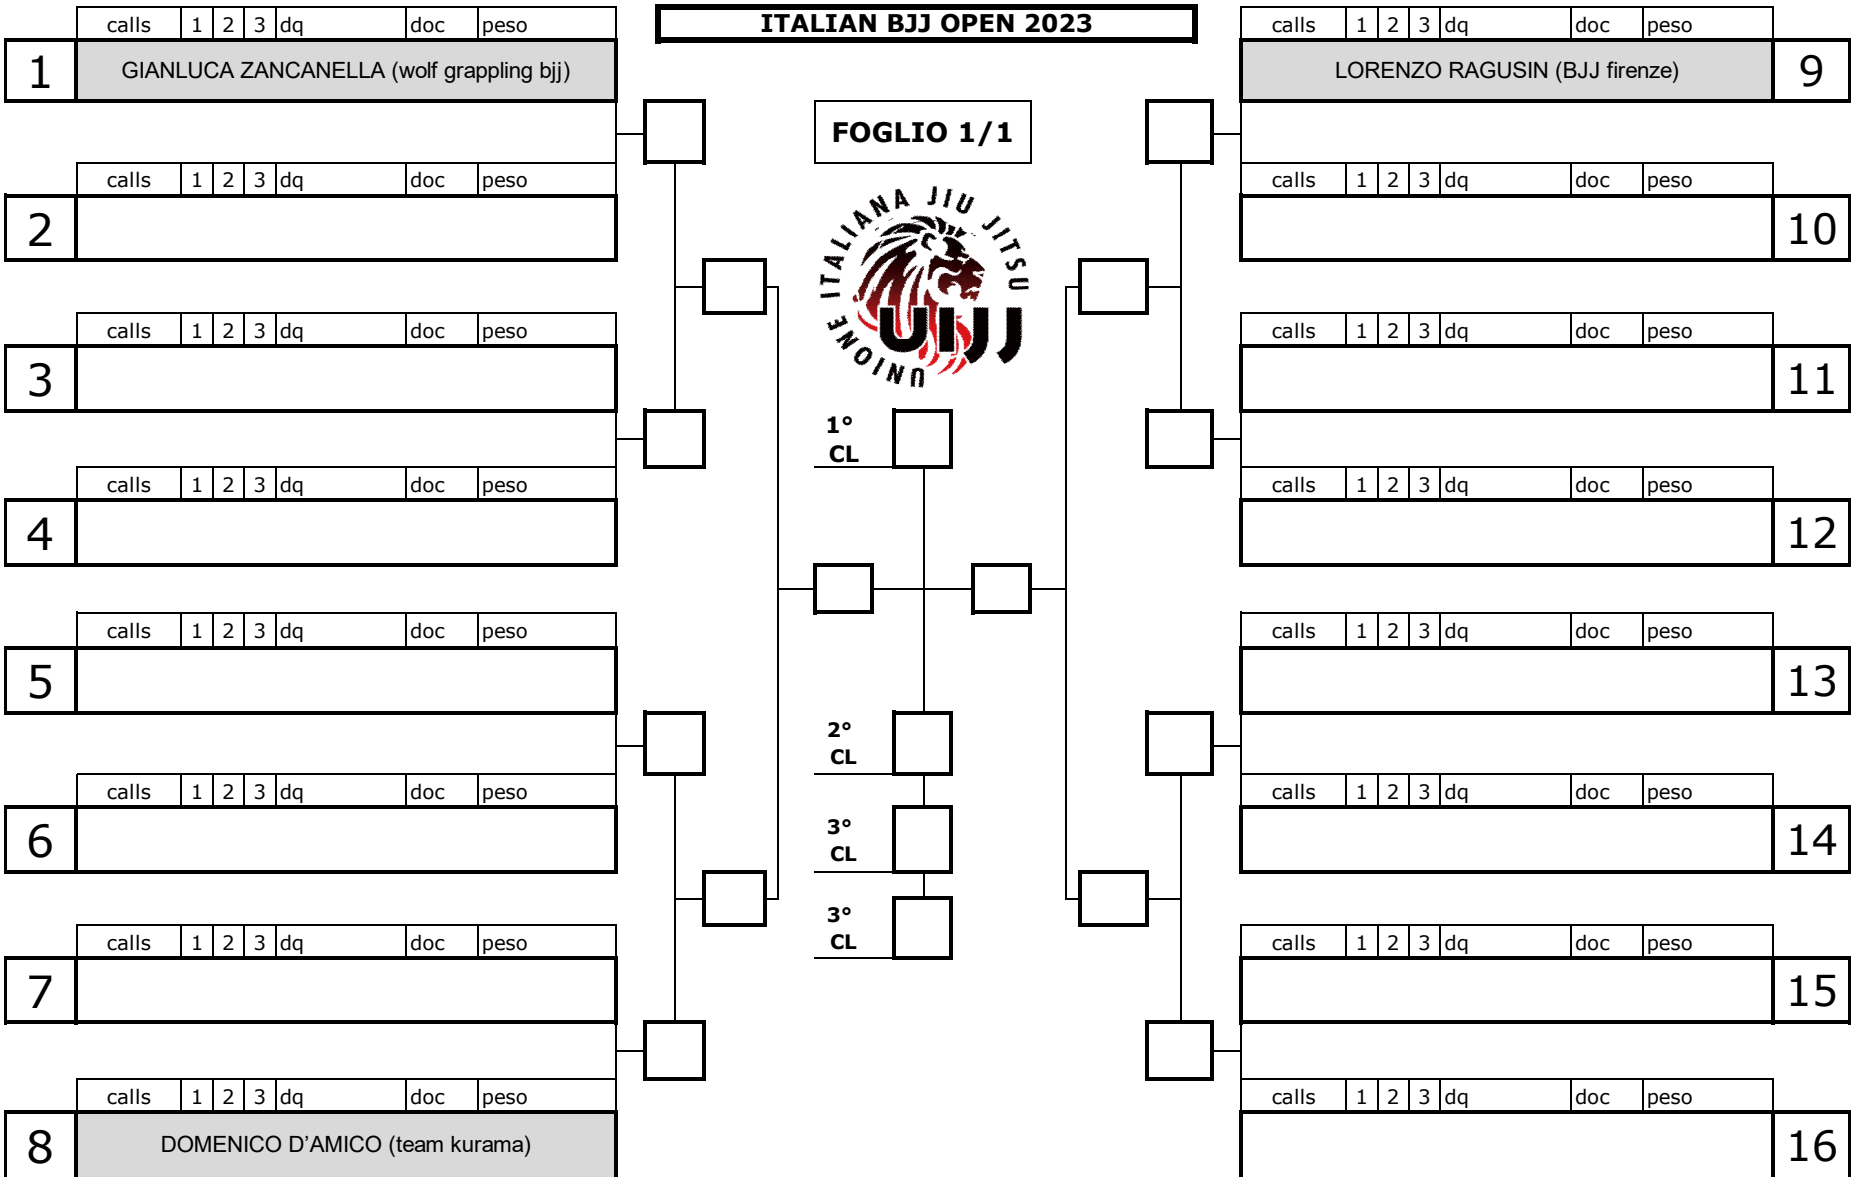 calls 1 2 3 dq doc peso
1 GIANLUCA ZANCANELLA (wolf grappling bjj)
calls 1 2 3 dq doc peso
2
calls 1 2 3 dq doc peso
3
calls 1 2 3 dq doc peso
4
calls 1 2 3 dq doc peso
5
calls 1 2 3 dq doc peso
6
calls 1 2 3 dq doc peso
7
calls 1 2 3 dq doc peso
8 DOMENICO D'AMICO (team kurama)
ITALIAN BJJ OPEN 2023
FOGLIO 1/1
UNIONE ITALIANA JIU JITSU
UIJJ
1°
CL
2°
CL
3°
CL
3°
CL
calls 1 2 3 dq doc peso
LORENZO RAGUSIN (BJJ firenze) 9
calls 1 2 3 dq doc peso
10
calls 1 2 3 dq doc peso
11
calls 1 2 3 dq doc peso
12
calls 1 2 3 dq doc peso
13
calls 1 2 3 dq doc peso
14
calls 1 2 3 dq doc peso
15
calls 1 2 3 dq doc peso
16